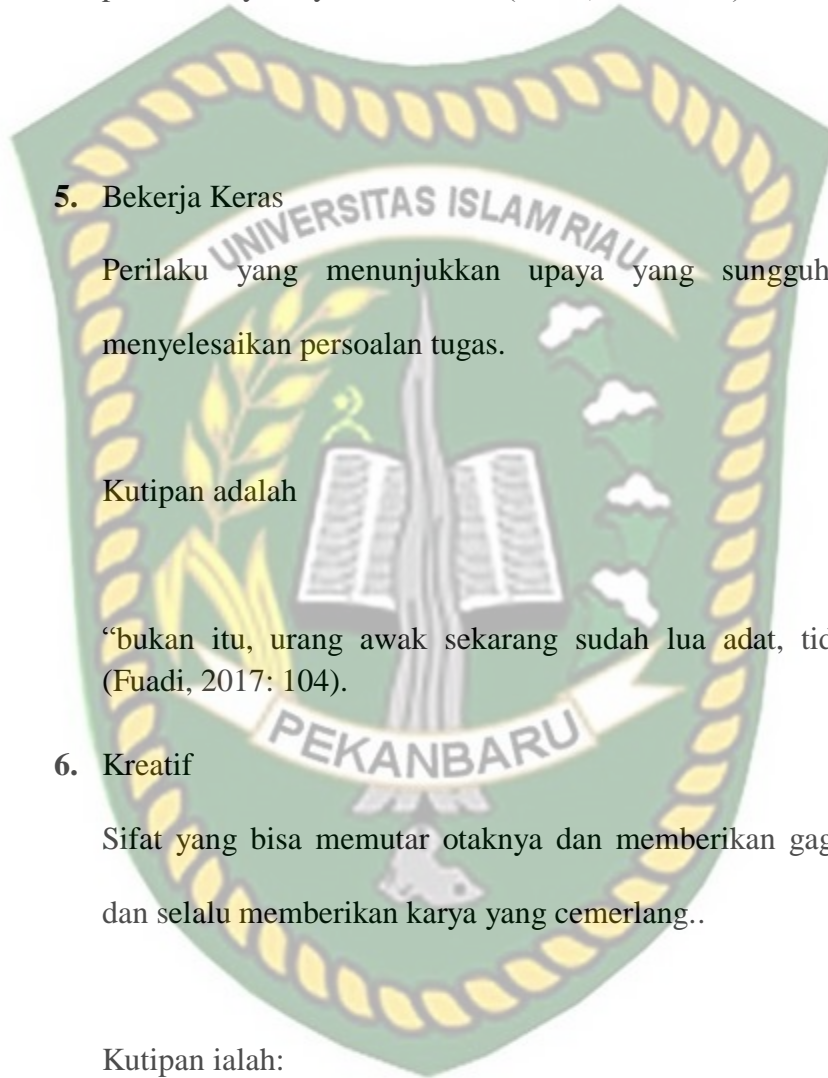 5. Bekerja Keras
UNIVERSITAS ISLAM RIAU
Perilaku yang menunjukkan upaya yang sungguh
menyelesaikan persoalan tugas.
Kutipan adalah
“bukan itu, urang awak sekarang sudah lua adat, tid
(Fuadi, 2017: 104).
PEKANBARU
6. Kreatif
Sifat yang bisa memutar otaknya dan memberikan gag
dan selalu memberikan karya yang cemerlang..
Kutipan ialah: